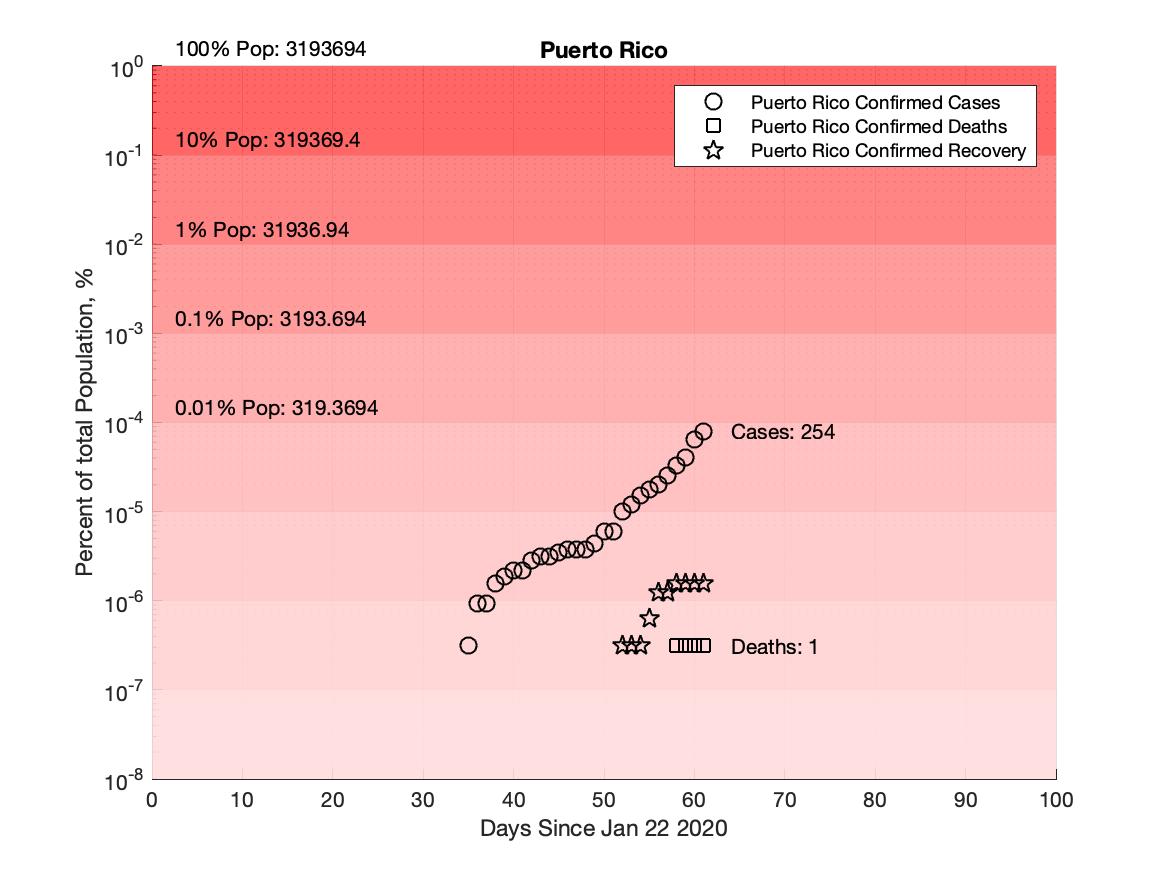 100% Pop: 3193694
Puerto Rico
10^0
Puerto Rico Confirmed Cases
Puerto Rico Confirmed Deaths
Puerto Rico Confirmed Recovery
10% Pop: 319369.4
10^-1
1% Pop: 31936.94
10^-2
0.1% Pop: 3193.694
10^-3
0.01% Pop: 319.3694
10^-4
Cases: 254
10^-5
10^-6
Deaths: 1
10^-7
10^-8
Percent of total Population, %
0 10 20 30 40 50 60 70 80 90 100
Days Since Jan 22 2020